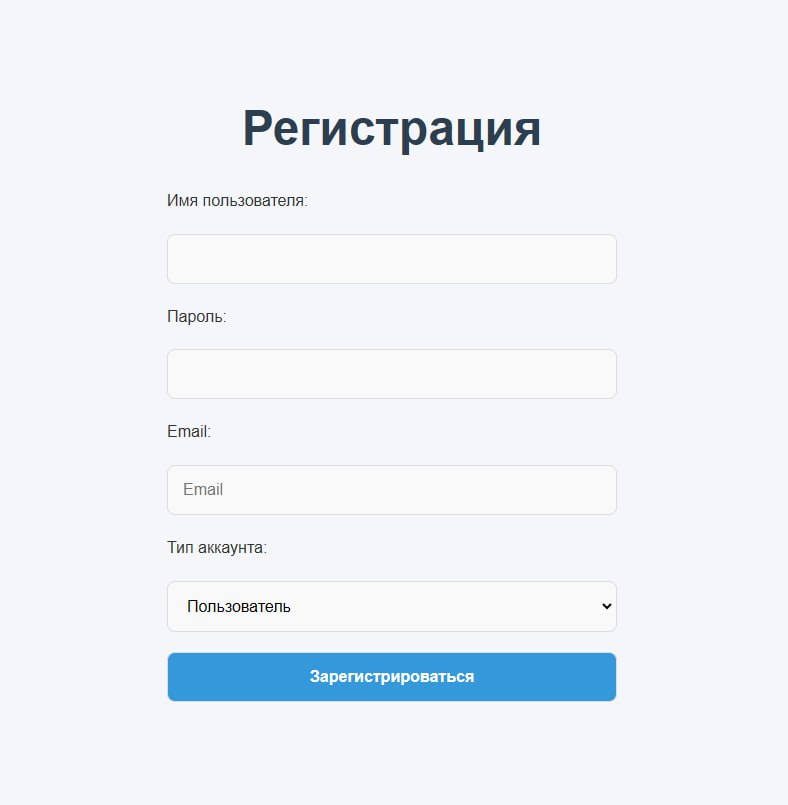 Регистрация
Имя пользователя:
Пароль:
Email:
Email
Тип аккаунта:
Пользователь
Зарегистрироваться